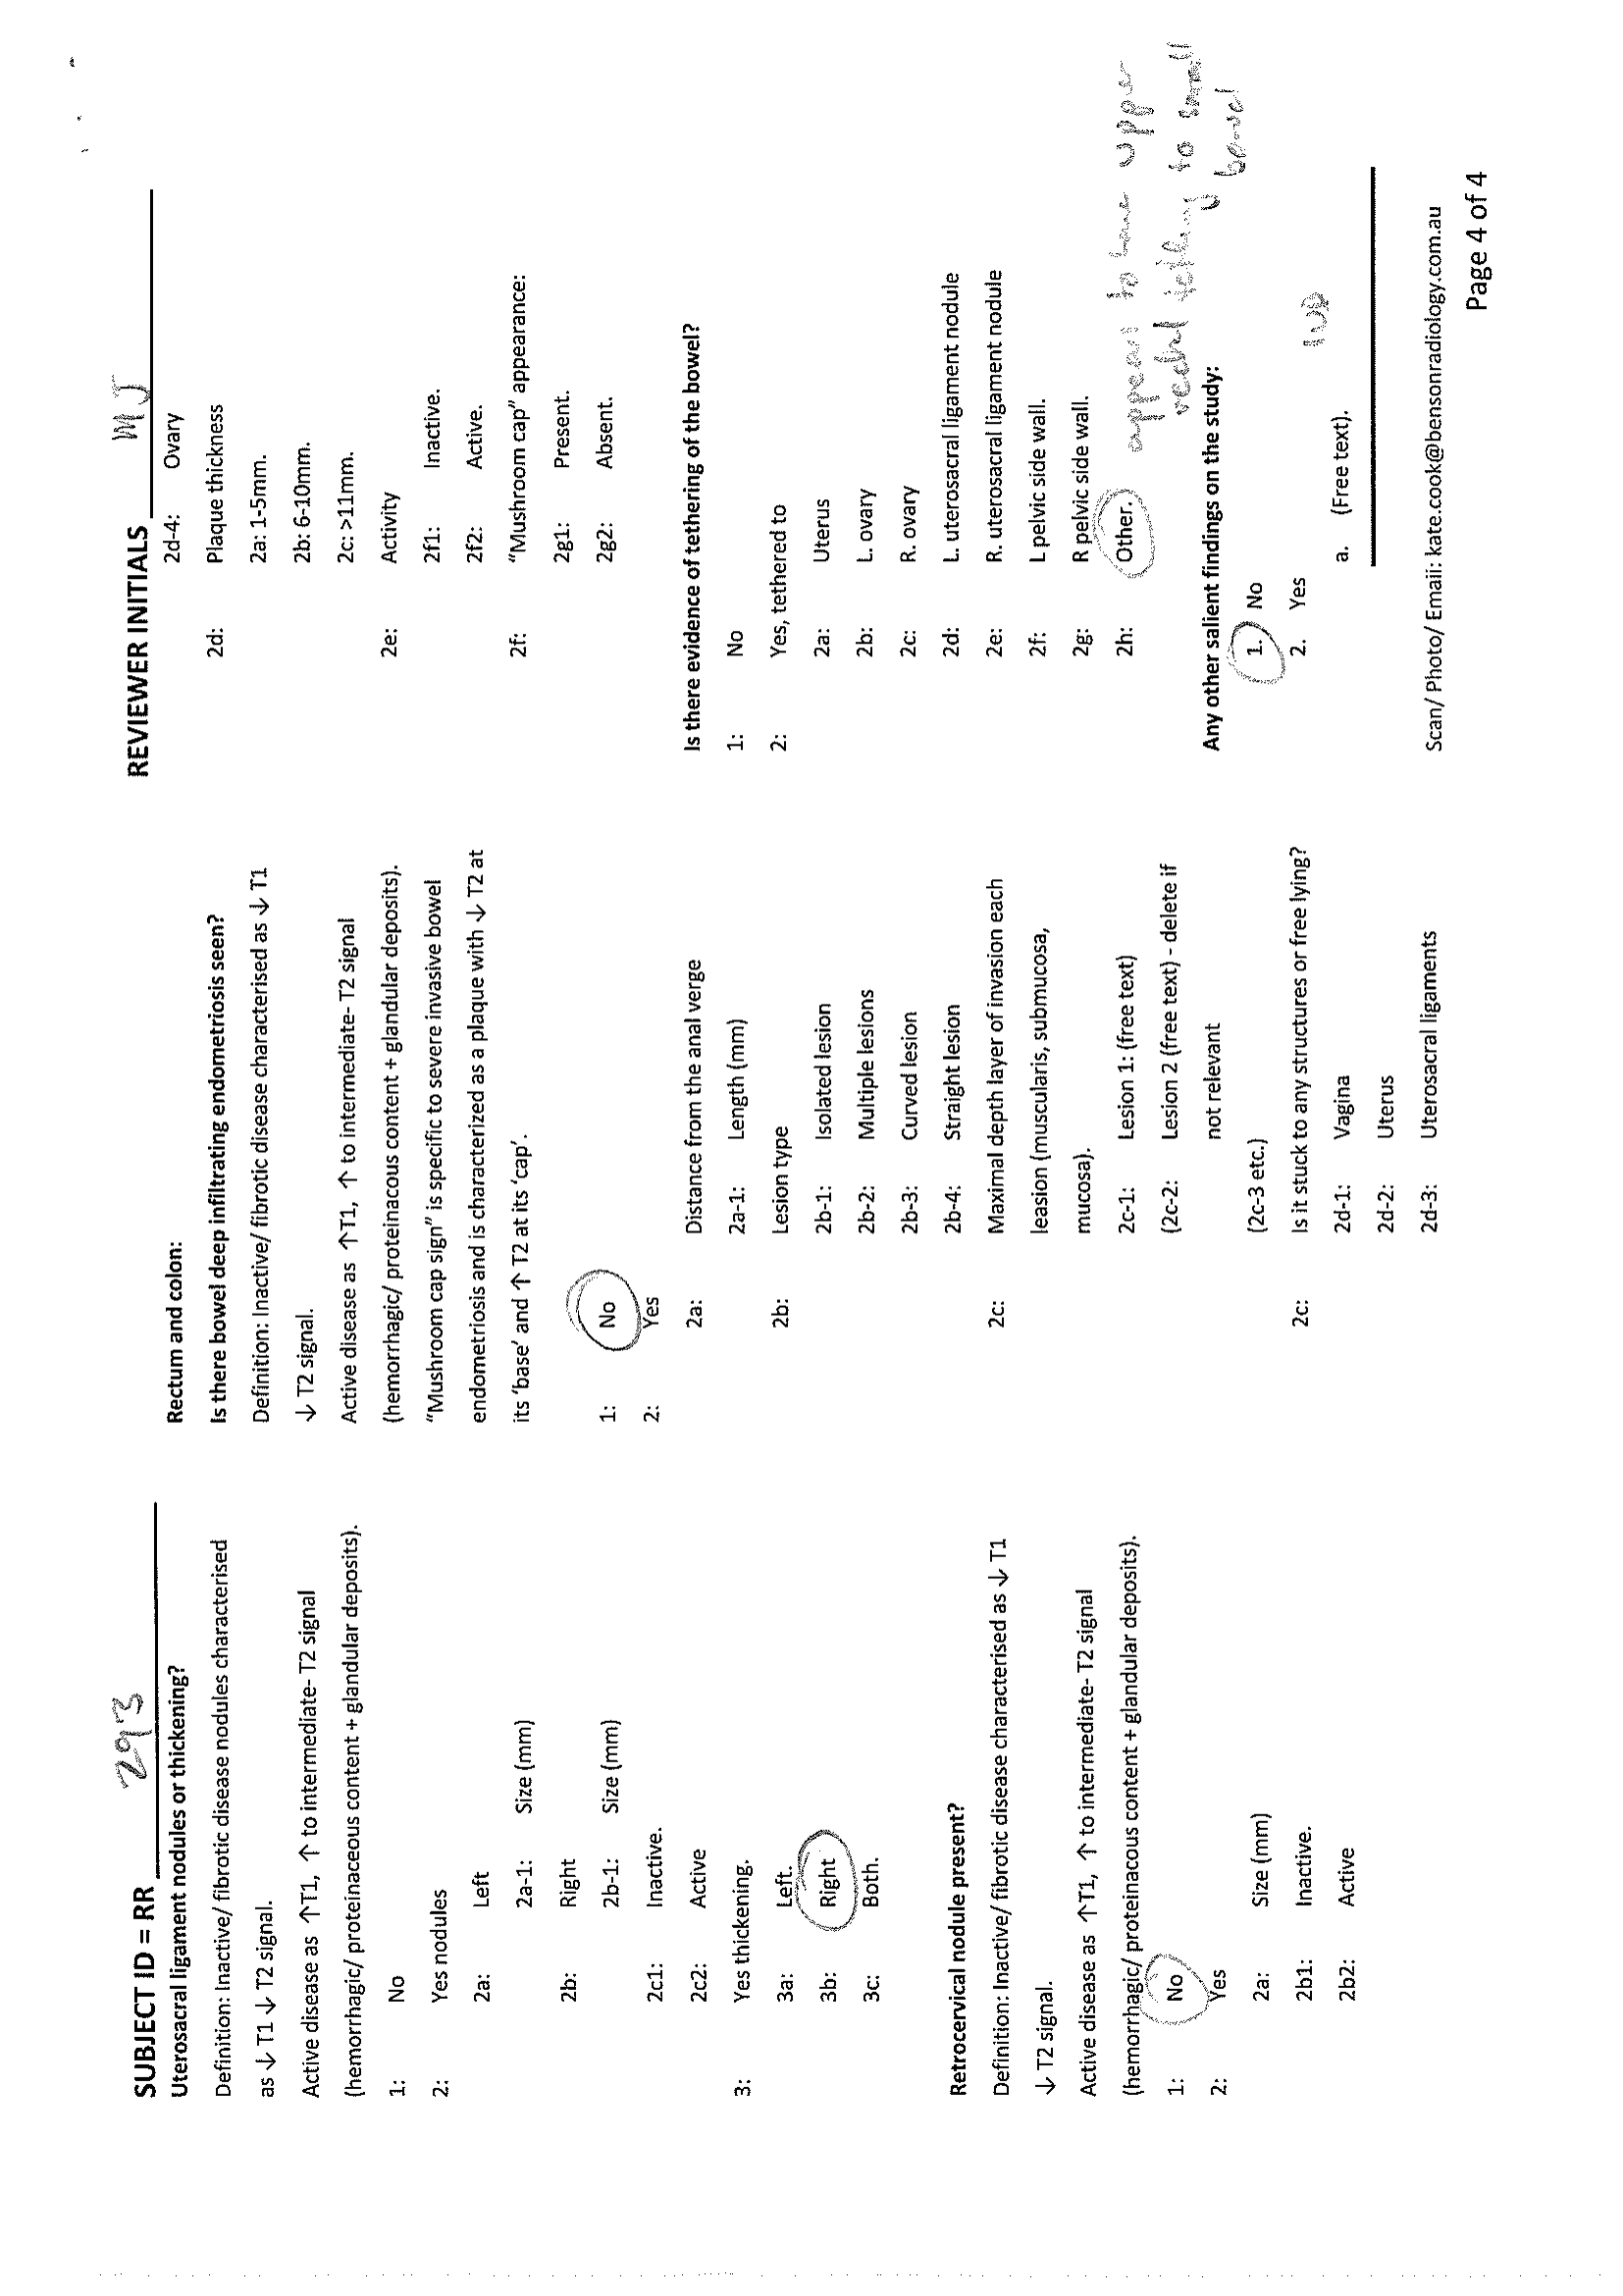 SUBJECT ID = RR 293
Uterosacral ligament nodules or thickening?
Definition: Inactive/ fibrotic disease nodules characterised
as ↓ T1 ↓ T2 signal.
Active disease as ↑T1, ↑ to intermediate- T2 signal
(hemorrhagic/ proteinaceous content + glandular deposits).
1: No
2: Yes nodules
2a: Left
2a-1: Size (mm)
2b: Right
2b-1: Size (mm)
2c1: Inactive.
2c2: Active
3: Yes thickening.
3a: Left.
3b: Right
3c: Both.
Retrocervical nodule present?
Definition: Inactive/ fibrotic disease characterised as ↓ T1
↓ T2 signal.
Active disease as ↑T1, ↑ to intermediate- T2 signal
(hemorrhagic/ proteinacous content + glandular deposits).
1: No
2: Yes
2a: Size (mm)
2b1: Inactive.
2b2: Active
Rectum and colon:
Is there bowel deep infiltrating endometriosis seen?
Definition: Inactive/ fibrotic disease characterised as ↓ T1
↓ T2 signal.
Active disease as ↑T1, ↑ to intermediate- T2 signal
(hemorrhagic/ proteinacous content + glandular deposits).
“Mushroom cap sign” is specific to severe invasive bowel
endometriosis and is characterized as a plaque with ↓ T2 at
its ‘base’ and ↑ T2 at its ‘cap’.
1: No
2: Yes
2a: Distance from the anal verge
2a-1: Length (mm)
2b: Lesion type
2b-1: Isolated lesion
2b-2: Multiple lesions
2b-3: Curved lesion
2b-4: Straight lesion
2c: Maximal depth layer of invasion each
leasion (muscularis, submucosa,
mucosa).
2c-1: Lesion 1: (free text)
(2c-2: Lesion 2 (free text) - delete if
not relevant
(2c-3 etc.)
2c: Is it stuck to any structures or free lying?
2d-1: Vagina
2d-2: Uterus
2d-3: Uterosacral ligaments
REVIEWER INITIALS MJ
2d-4: Ovary
2d: Plaque thickness
2a: 1-5mm.
2b: 6-10mm.
2c: >11mm.
2e: Activity
2f1: Inactive.
2f2: Active.
2f: “Mushroom cap” appearance:
2g1: Present.
2g2: Absent.
Is there evidence of tethering of the bowel?
1: No
2: Yes, tethered to
2a: Uterus
2b: L. ovary
2c: R. ovary
2d: L. uterosacral ligament nodule
2e: R. uterosacral ligament nodule
2f: L pelvic side wall.
2g: R pelvic side wall.
2h: Other. appears to have upper
rectal tethering to small
bowel
Any other salient findings on the study:
1. No
2. Yes
IUD
a. (Free text).
Scan/ Photo/ Email: kate.cook@bensonradiology.com.au
Page 4 of 4